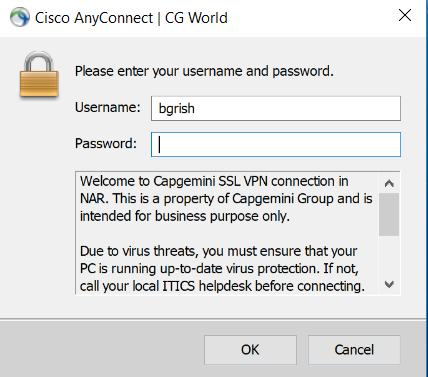 Cisco AnyConnect | CG World
Please enter your username and password.
Username: bgrish
Password:
Welcome to Capgemini SSL VPN connection in
NAR. This is a property of Capgemini Group and is
intended for business purpose only.
Due to virus threats, you must ensure that your
PC is running up-to-date virus protection. If not,
call your local ITICS helpdesk before connecting.
OK Cancel